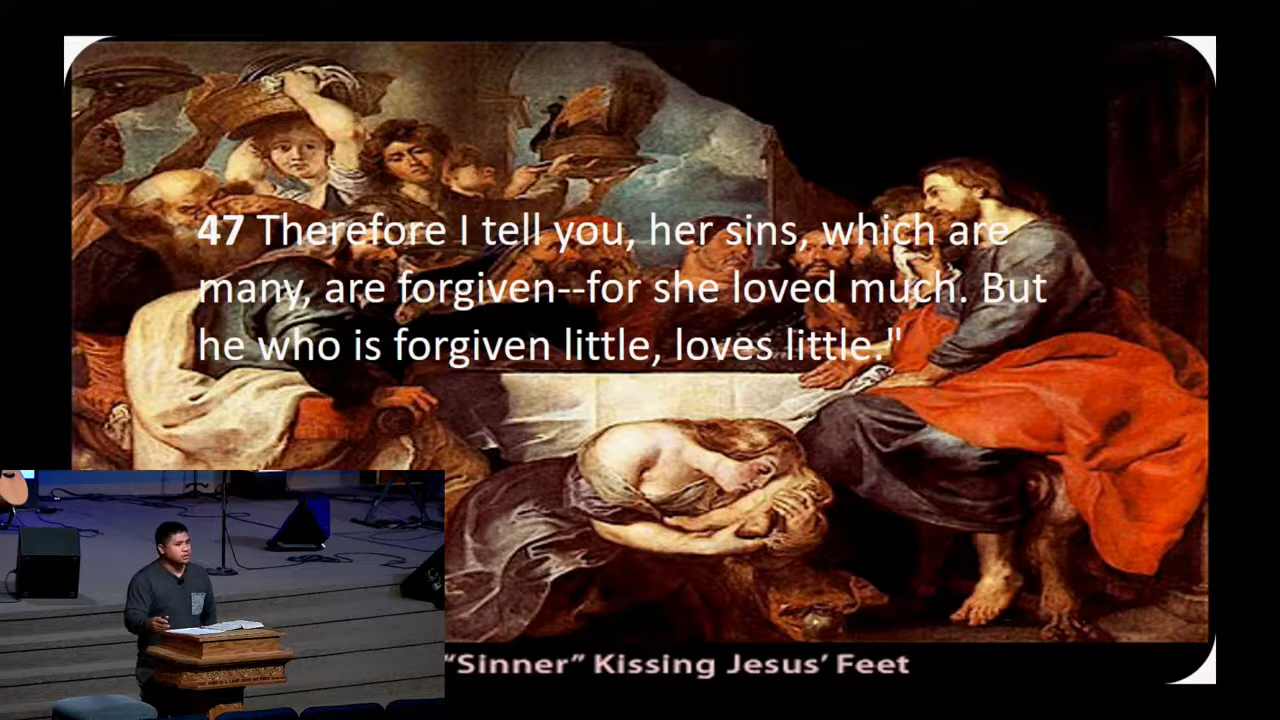 47 Therefore I tell you, her sins, which are
many, are forgiven--for she loved much. But
he who is forgiven little, loves little."
“Sinner” Kissing Jesus’ Feet